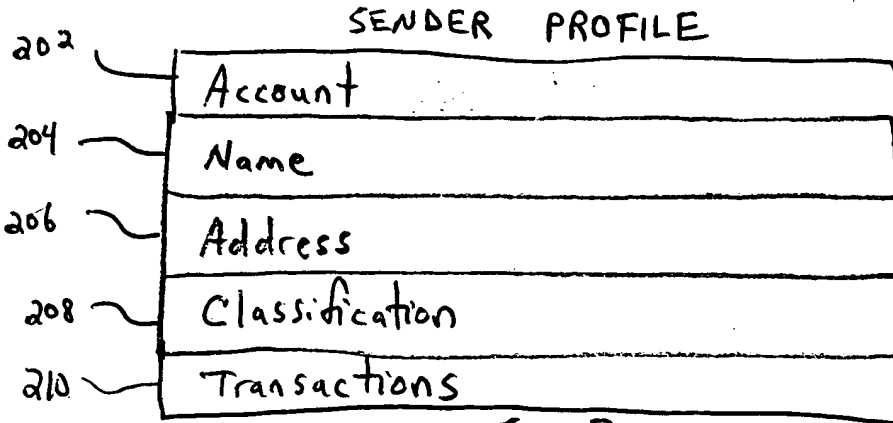 SENDER PROFILE
202 Account
204 Name
206 Address
208 Classification
210 Transactions